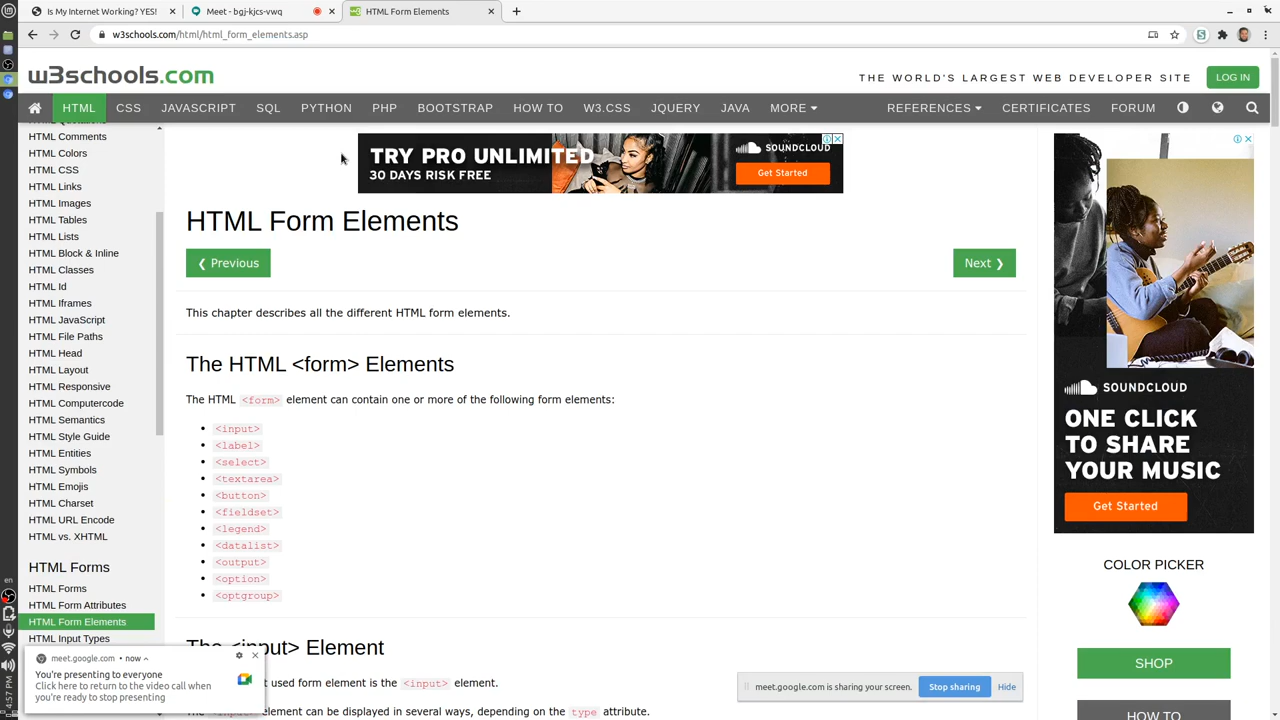 Is My Internet Working? YES!
Meet - bgj-kjcs-vwq
HTML Form Elements
w3schools.com/html/html_form_elements.asp
w3schools.com
THE WORLD'S LARGEST WEB DEVELOPER SITE
LOG IN
HTML
CSS
JAVASCRIPT
SQL
PYTHON
PHP
BOOTSTRAP
HOW TO
W3.CSS
JQUERY
JAVA
MORE
REFERENCES
CERTIFICATES
FORUM
HTML Comments
HTML Colors
HTML CSS
HTML Links
HTML Images
HTML Tables
HTML Lists
HTML Block & Inline
HTML Classes
HTML Id
HTML Iframes
HTML JavaScript
HTML File Paths
HTML Head
HTML Layout
HTML Responsive
HTML Computercode
HTML Semantics
HTML Style Guide
HTML Entities
HTML Symbols
HTML Emojis
HTML Charset
HTML URL Encode
HTML vs. XHTML
HTML Forms
HTML Forms
HTML Form Attributes
HTML Form Elements
HTML Input Types
TRY PRO UNLIMITED
30 DAYS RISK FREE
SOUNDCLOUD
Get Started
HTML Form Elements
❮ Previous
Next ❯
This chapter describes all the different HTML form elements.
The HTML <form> Elements
The HTML <form> element can contain one or more of the following form elements:
<input>
<label>
<select>
<textarea>
<button>
<fieldset>
<legend>
<datalist>
<output>
<option>
<optgroup>
The <input> Element
used form element is the <input> element.
element can be displayed in several ways, depending on the type attribute.
SOUNDCLOUD
ONE CLICK
TO SHARE
YOUR MUSIC
Get Started
COLOR PICKER
SHOP
HOW TO
meet.google.com • now
You're presenting to everyone
Click here to return to the video call when
you're ready to stop presenting
meet.google.com is sharing your screen.
Stop sharing
Hide
en
4:57 PM